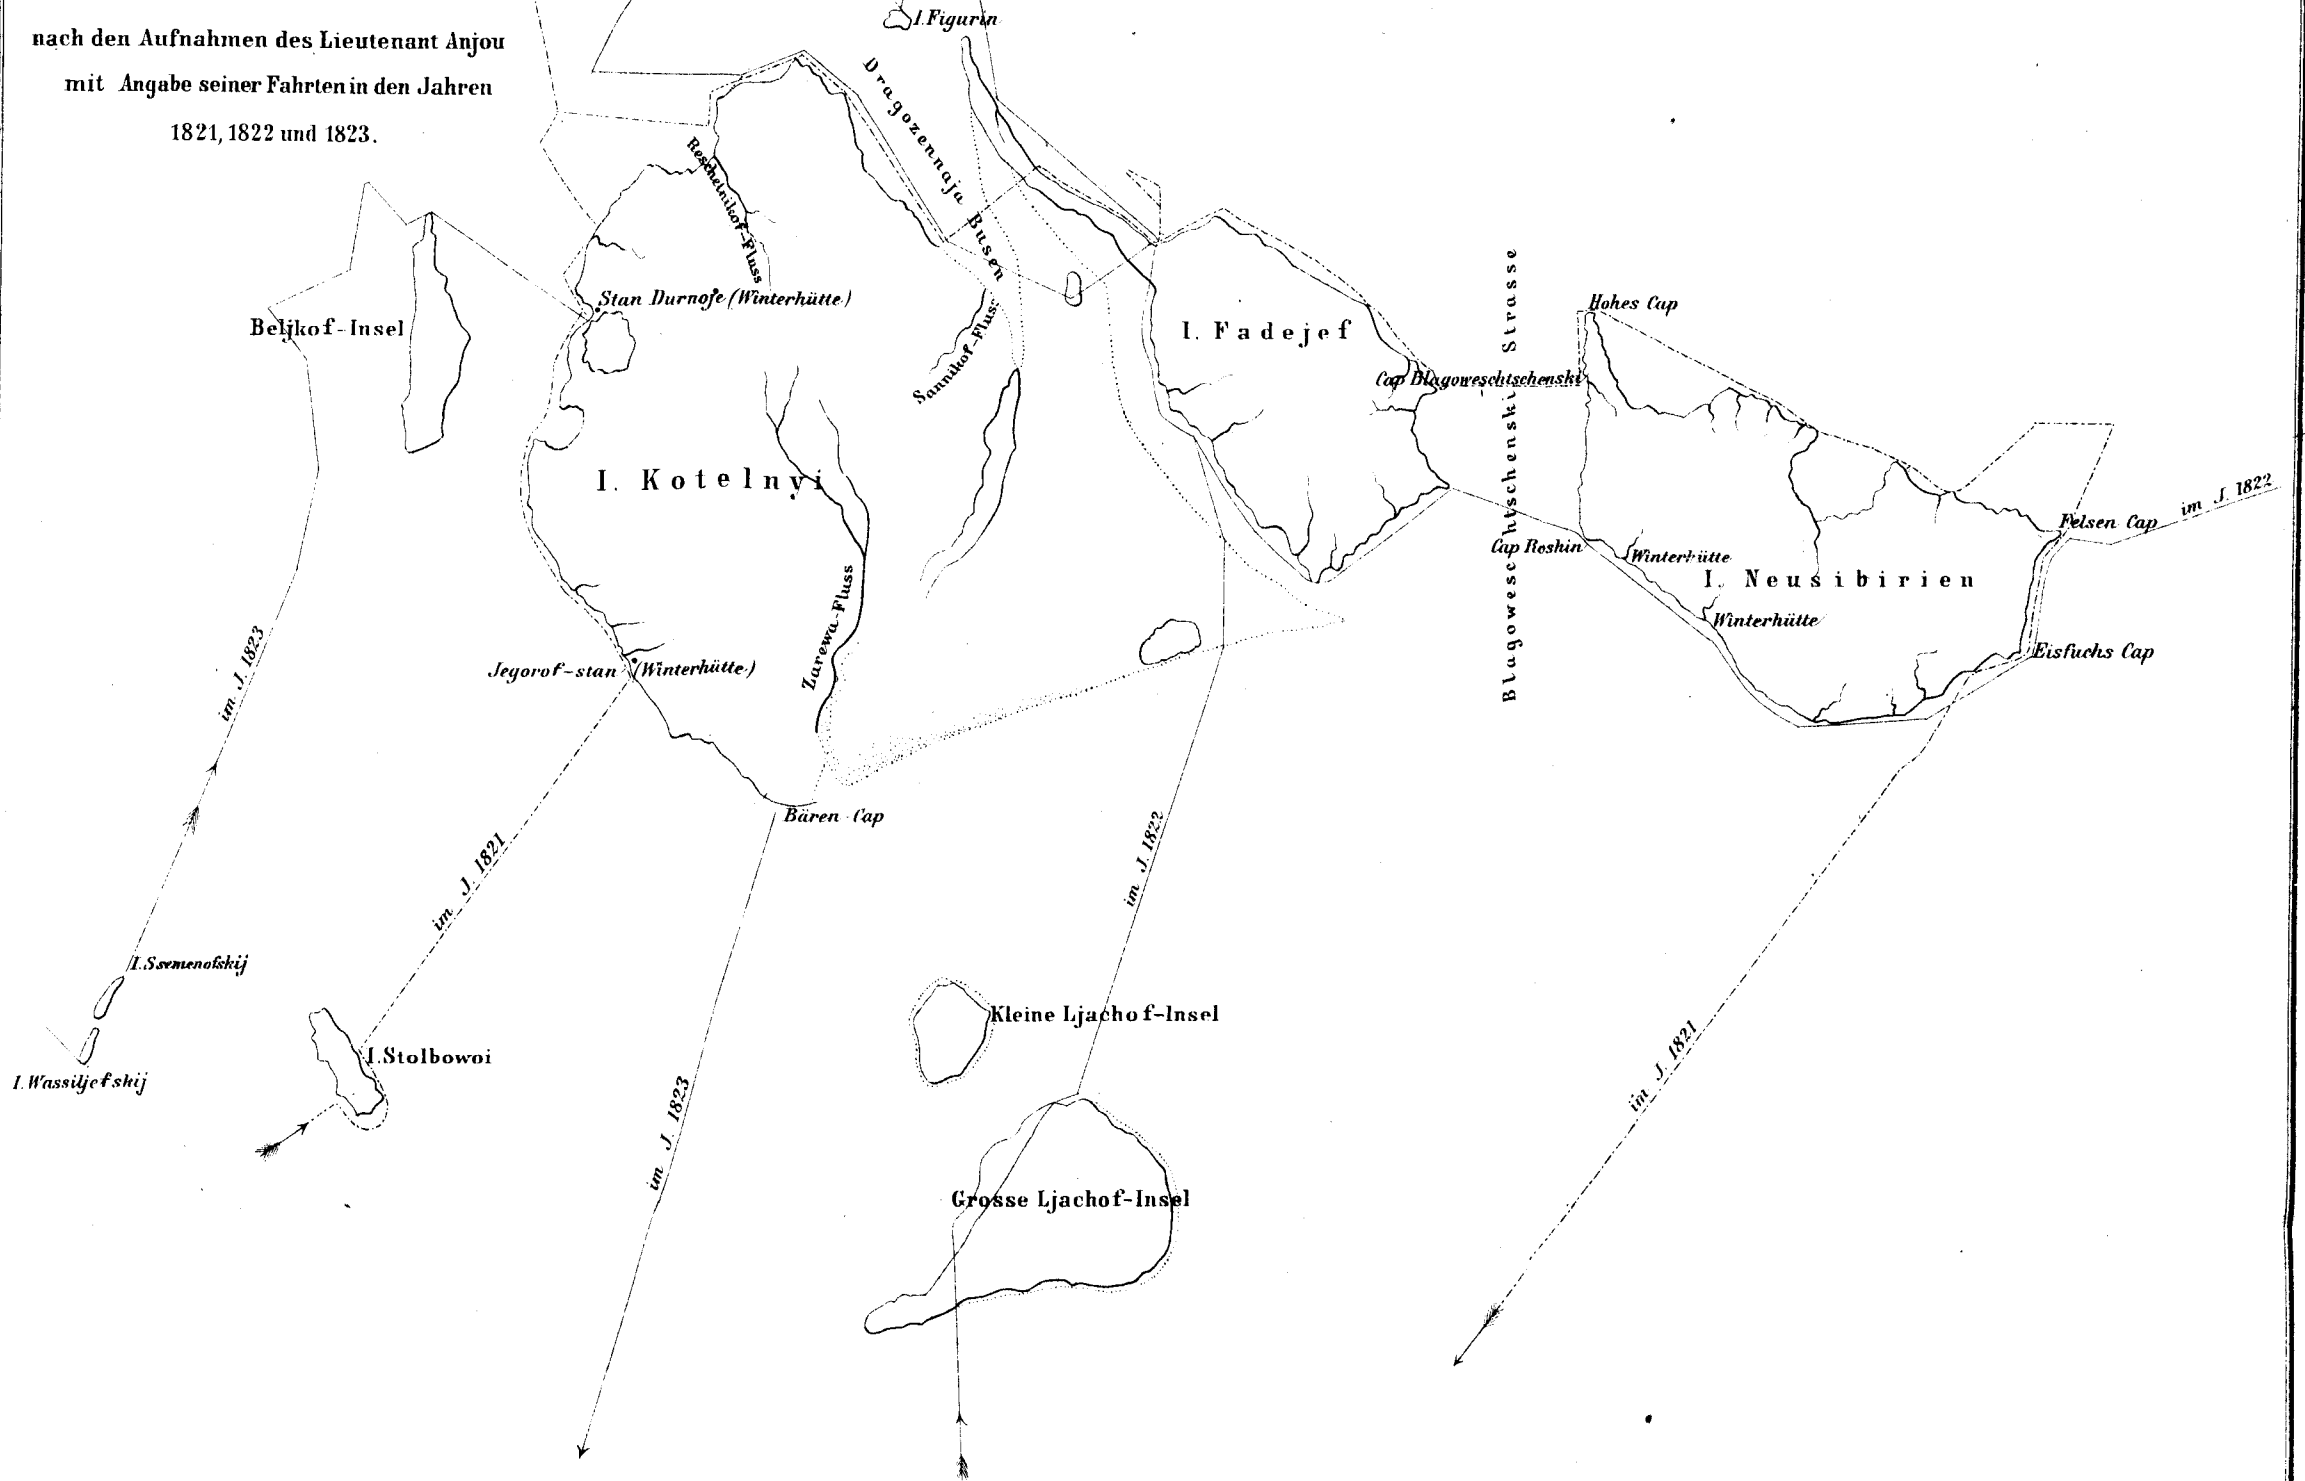 nach den Aufnahmen des Lieutenant Anjou
mit Angabe seiner Fahrten in den Jahren
1821, 1822 und 1823.
I. Figurin
Dragozennaja Busen
Reschetnikof-Fluss
Stan Durnoje (Winterhütte)
Beljkof-Insel
Sannikof-Fluss
I. Fadejef
Hohes Cap
Cap Blagoweschtschenski
Blagoweschtschenski Strasse
I. Kotelnyi
im J. 1822
Felsen Cap
Cap Roshin
Winterhütte
I. Neusibirien
Winterhütte
Zarewa-Fluss
im J. 1823
Jegorof-stan (Winterhütte)
Eisfuchs Cap
Bären Cap
im J. 1821
im J. 1822
I. Ssemenofskij
Kleine Ljachof-Insel
I. Stolbowoi
I. Wassiljefskij
im J. 1823
im J. 1821
Grosse Ljachof-Insel